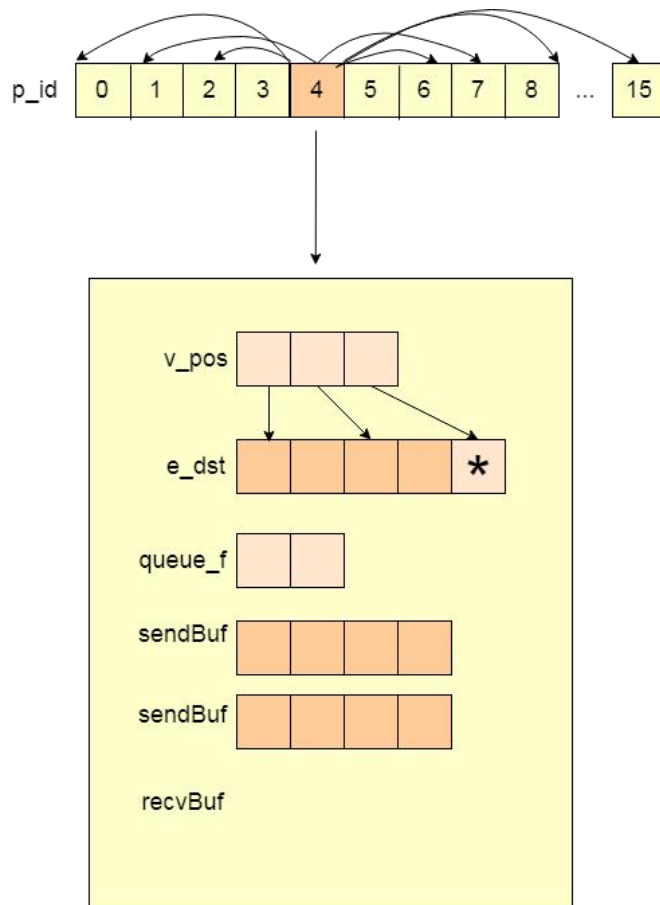 p_id 0 1 2 3 4 5 6 7 8 ... 15
v_pos
e_dst *
queue_f
sendBuf
sendBuf
recvBuf